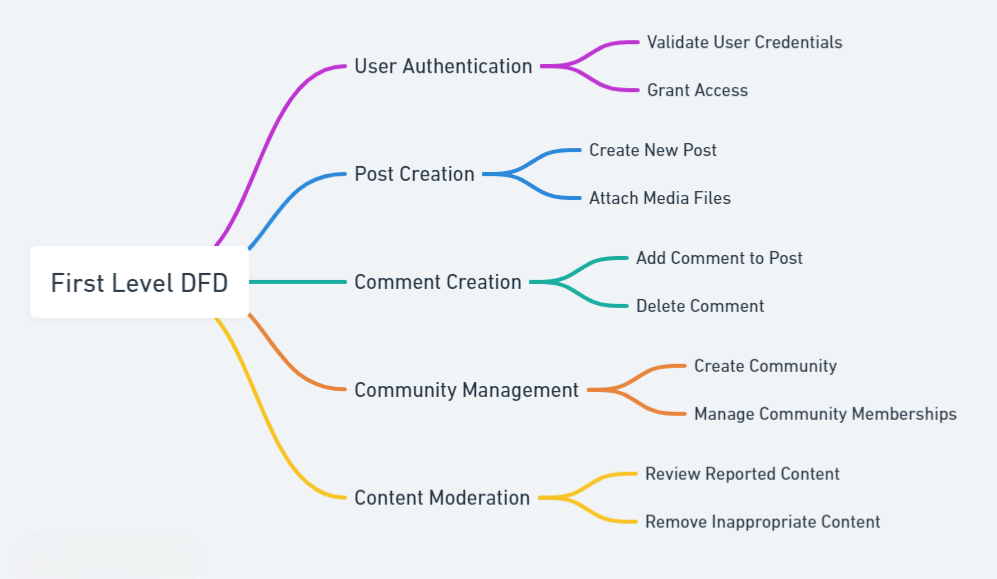 First Level DFD
User Authentication
Validate User Credentials
Grant Access
Post Creation
Create New Post
Attach Media Files
Comment Creation
Add Comment to Post
Delete Comment
Community Management
Create Community
Manage Community Memberships
Content Moderation
Review Reported Content
Remove Inappropriate Content